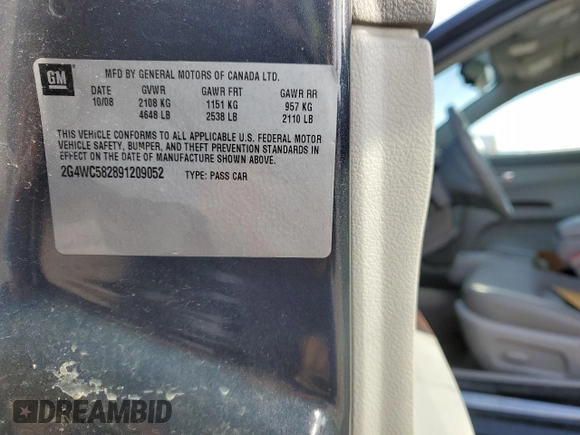 GM
MFD BY GENERAL MOTORS OF CANADA LTD.
DATE GVWR GAWR FRT GAWR RR
10/08 2108 KG 1151 KG 957 KG
4648 LB 2538 LB 2110 LB
THIS VEHICLE CONFORMS TO ALL APPLICABLE U.S. FEDERAL MOTOR
VEHICLE SAFETY, BUMPER, AND THEFT PREVENTION STANDARDS IN
EFFECT ON THE DATE OF MANUFACTURE SHOWN ABOVE.
2G4WC582891209052 TYPE: PASS CAR
DREAMBID